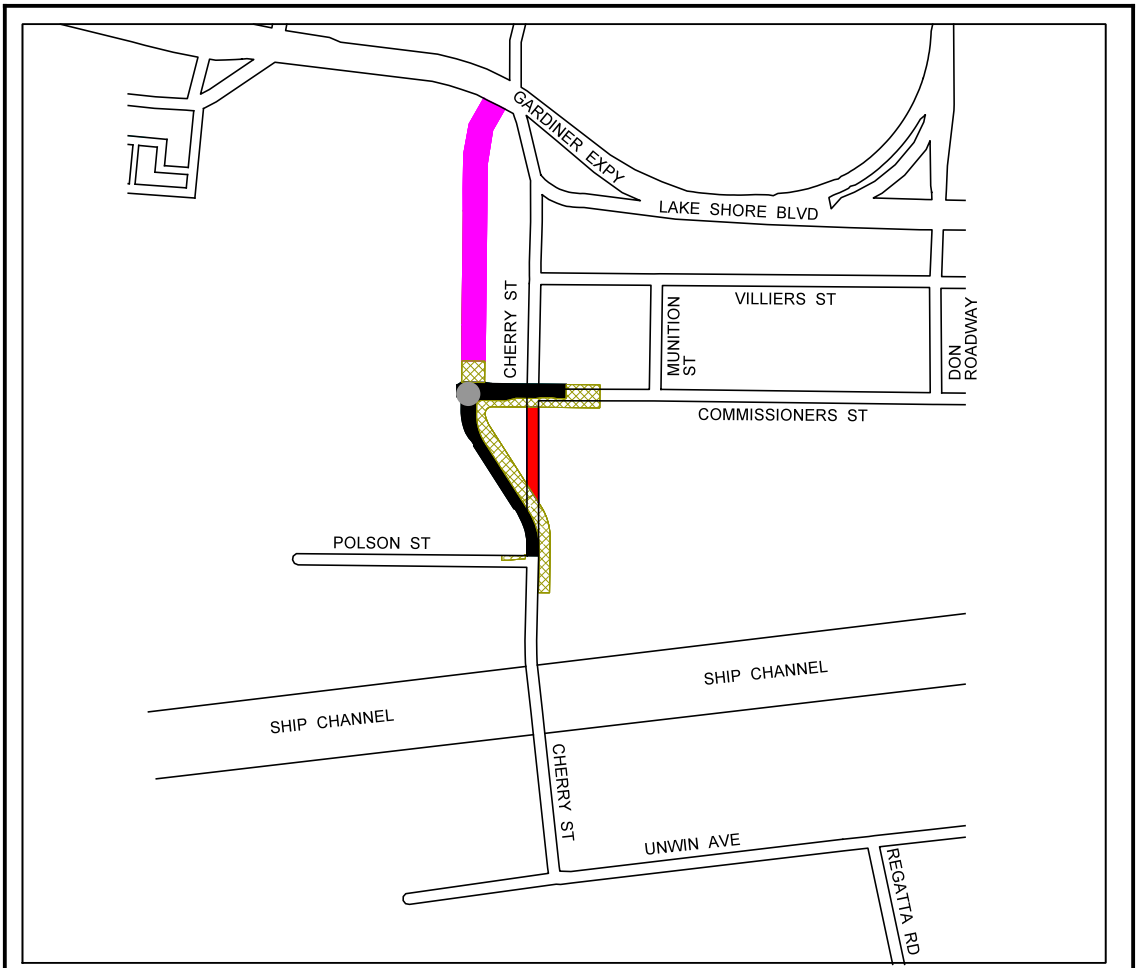 GARDINER EXPY
LAKE SHORE BLVD
CHERRY ST
VILLIERS ST
MUNITION
ST
DON
ROADWAY
COMMISSIONERS ST
POLSON ST
SHIP CHANNEL
SHIP CHANNEL
CHERRY ST
UNWIN AVE
REGATTA RD